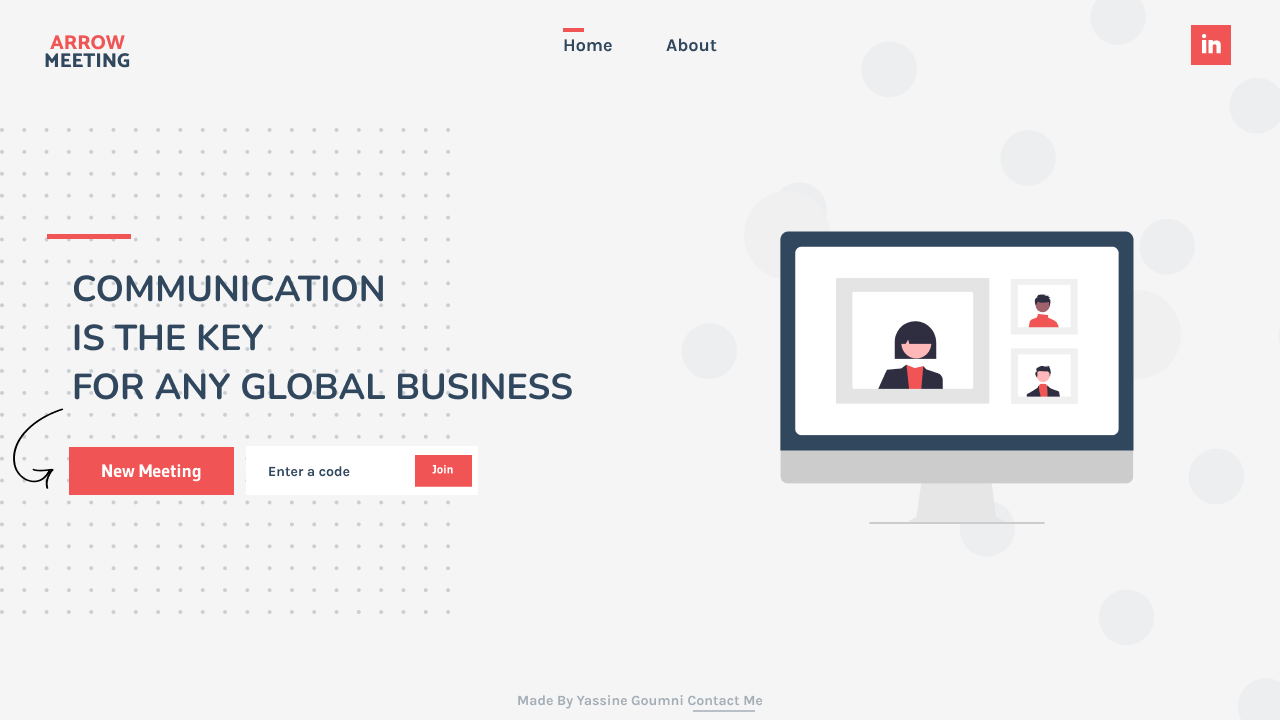 ARROW
MEETING
Home
About
in
COMMUNICATION
IS THE KEY
FOR ANY GLOBAL BUSINESS
New Meeting
Enter a code
Join
Made By Yassine Goumni Contact Me